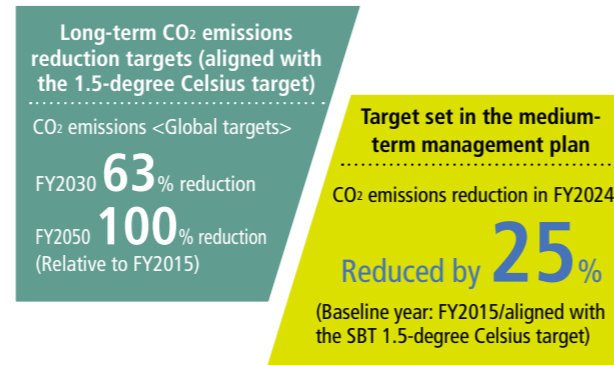 Long-term CO2 emissions
reduction targets (aligned with
the 1.5-degree Celsius target)
CO2 emissions <Global targets>
FY2030 63% reduction
FY2050 100% reduction
(Relative to FY2015)
Target set in the medium-
term management plan
CO2 emissions reduction in FY2024
Reduced by 25%
(Baseline year: FY2015/aligned with
the SBT 1.5-degree Celsius target)